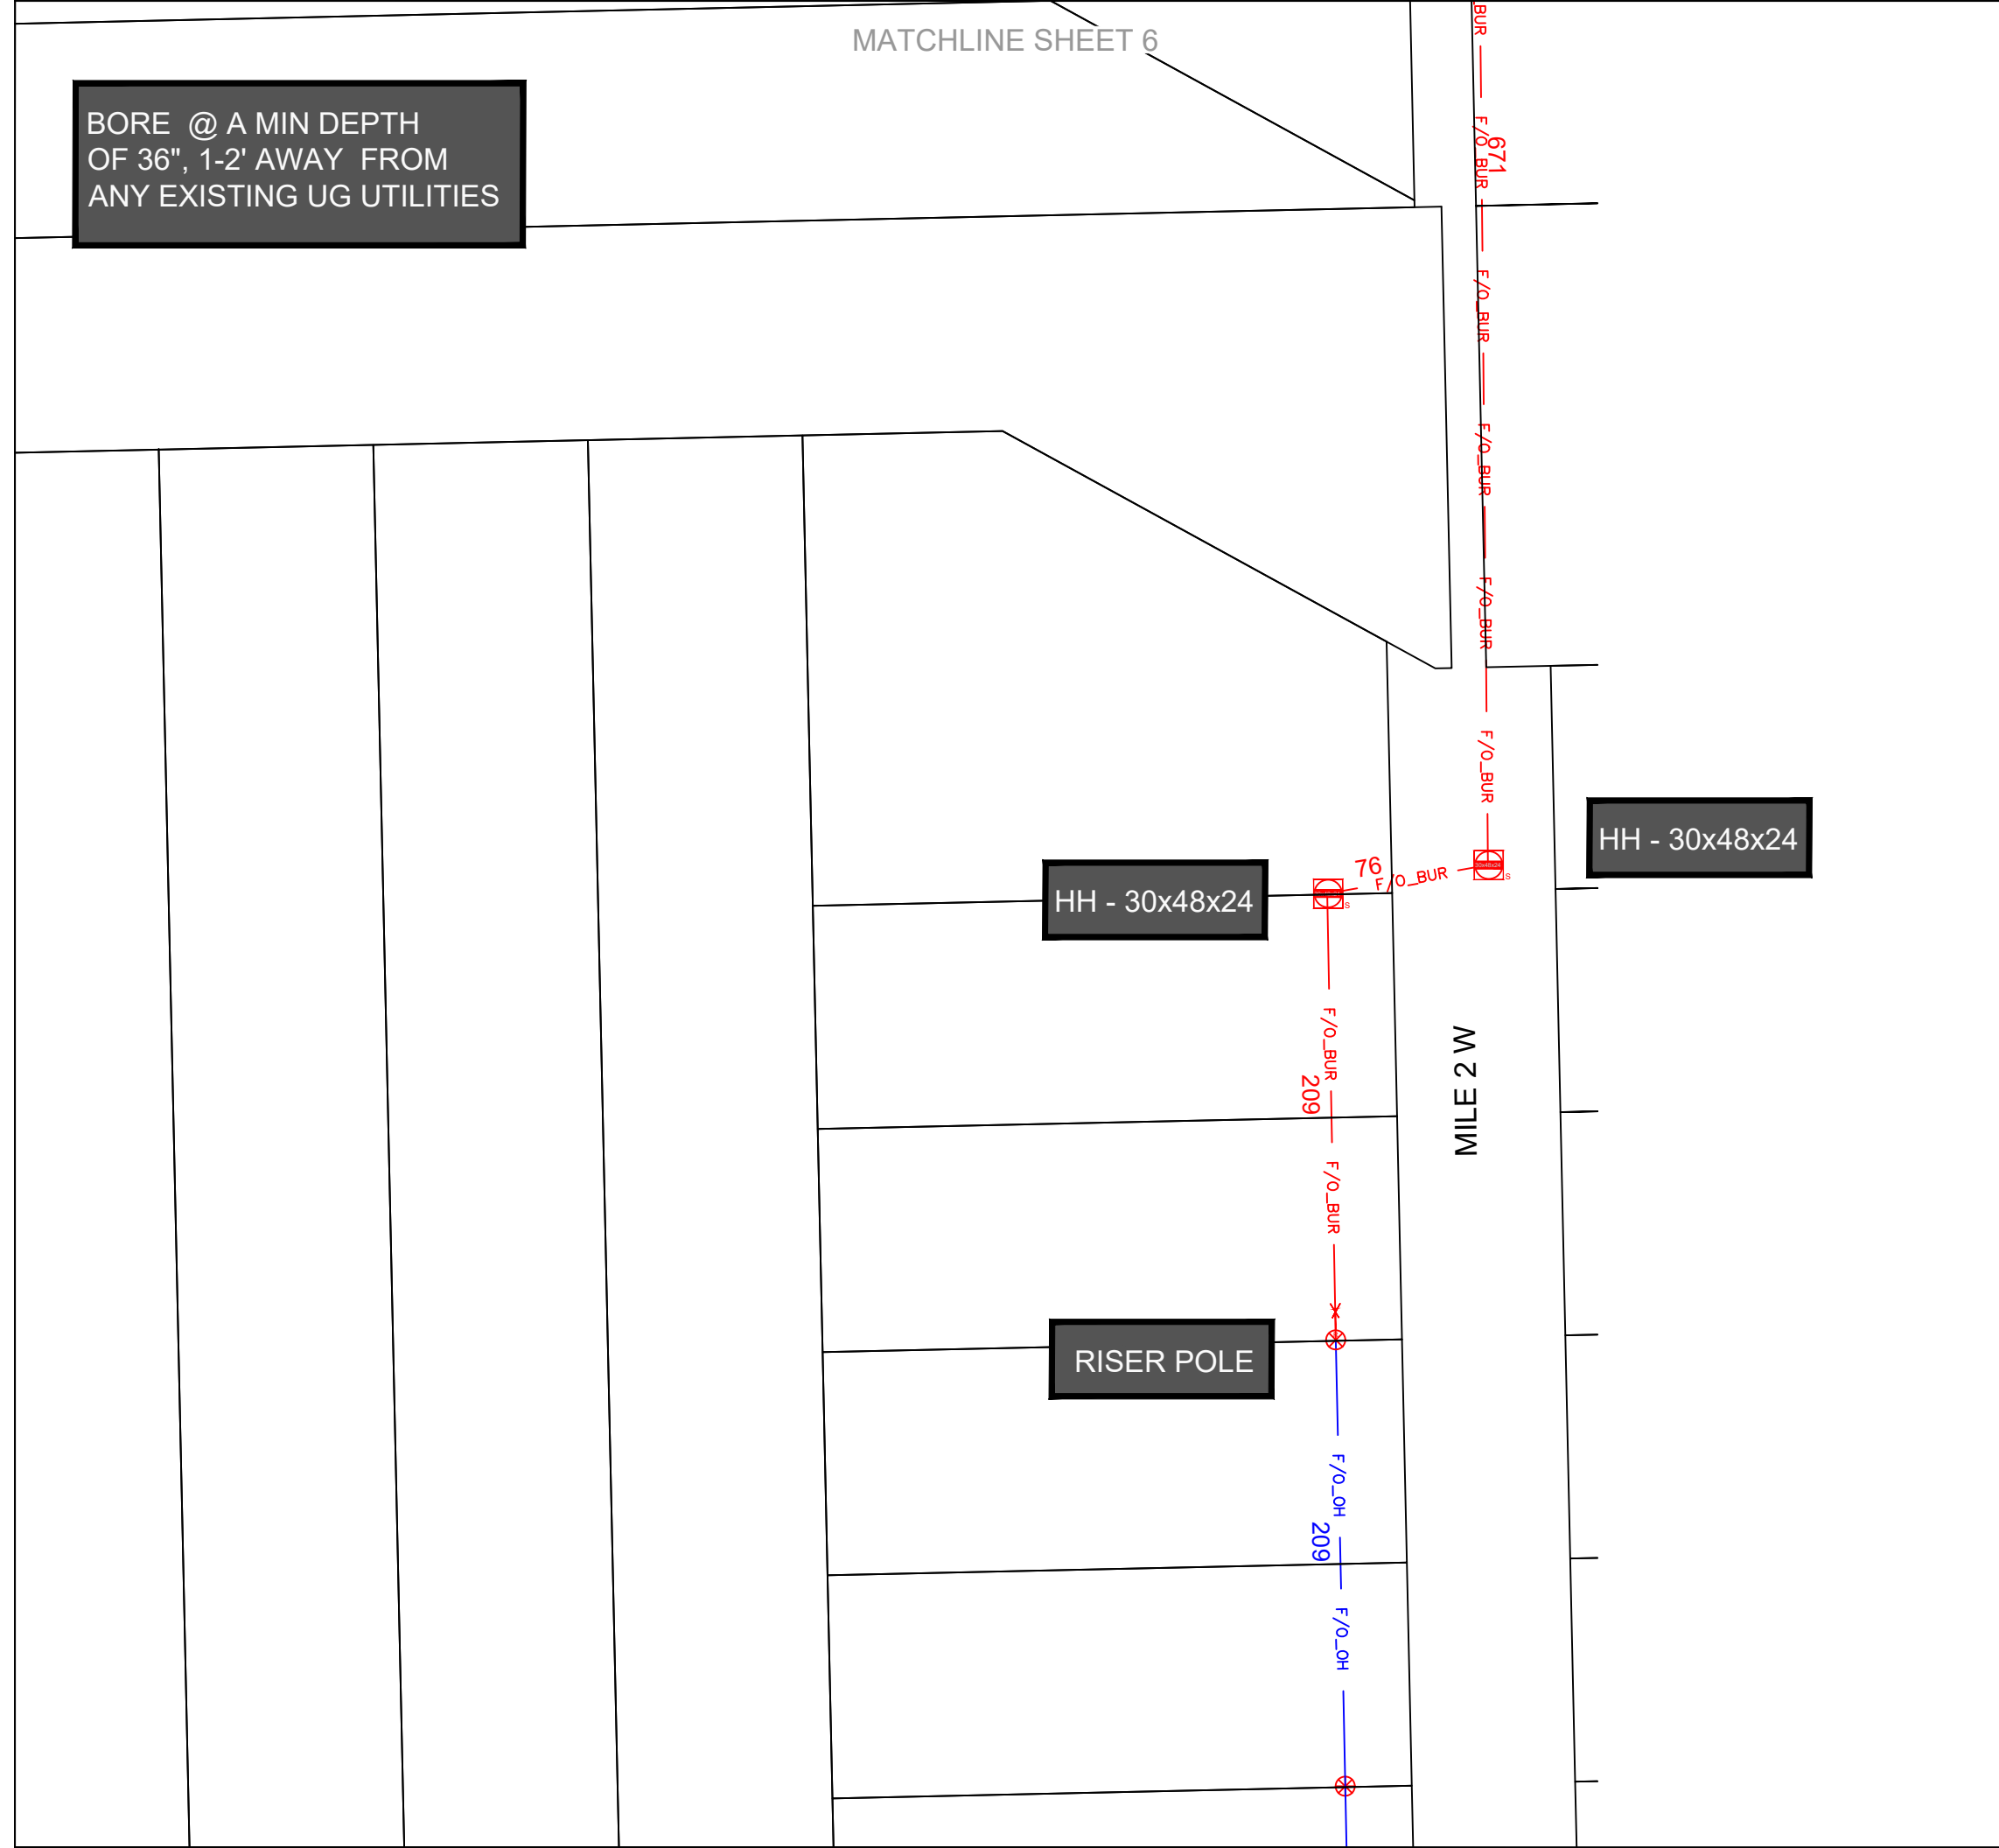 MATCHLINE SHEET 6
BUR
BORE @ A MIN DEPTH
OF 36", 1-2' AWAY FROM
ANY EXISTING UG UTILITIES
F/O_BUR
671
F/O_BUR
F/O_BUR
F/O_BUR
F/O_BUR
HH - 30x48x24
30x48x24
S
76
F/O_BUR
HH - 30x48x24
S
F/O_BUR
209
MILE 2 W
F/O_BUR
RISER POLE
F/O_OH
209
F/O_OH